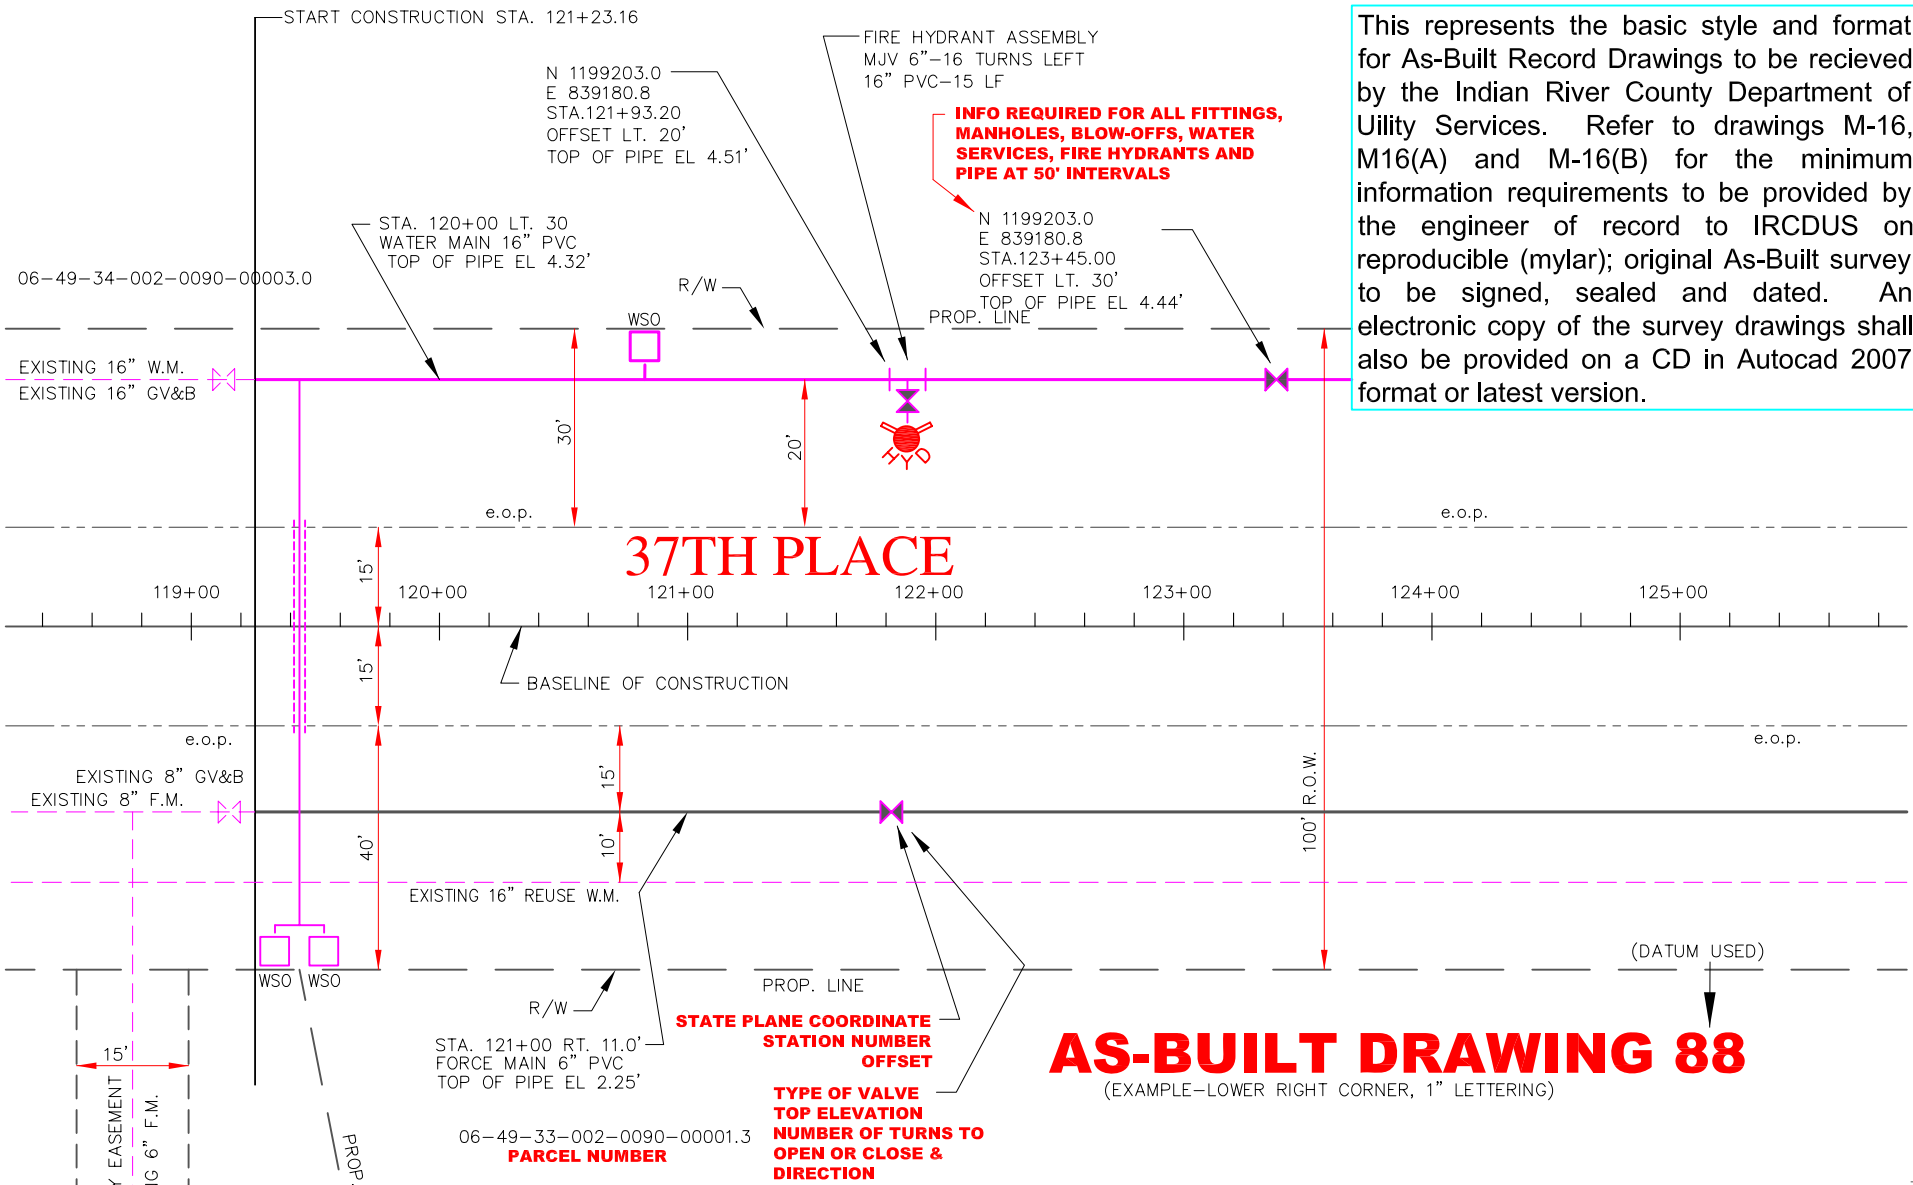 START CONSTRUCTION STA. 121+23.16
N 1199203.0
E 839180.8
STA.121+93.20
OFFSET LT. 20'
TOP OF PIPE EL 4.51'
FIRE HYDRANT ASSEMBLY
MJV 6"-16 TURNS LEFT
16" PVC-15 LF
INFO REQUIRED FOR ALL FITTINGS,
MANHOLES, BLOW-OFFS, WATER
SERVICES, FIRE HYDRANTS AND
PIPE AT 50' INTERVALS
This represents the basic style and format
for As-Built Record Drawings to be recieved
by the Indian River County Department of
Uility Services. Refer to drawings M-16,
M16(A) and M-16(B) for the minimum
information requirements to be provided by
the engineer of record to IRCDUS on
reproducible (mylar); original As-Built survey
to be signed, sealed and dated. An
electronic copy of the survey drawings shall
also be provided on a CD in Autocad 2007
format or latest version.
STA. 120+00 LT. 30
WATER MAIN 16" PVC
TOP OF PIPE EL 4.32'
N 1199203.0
E 839180.8
STA.123+45.00
OFFSET LT. 30'
TOP OF PIPE EL 4.44'
06-49-34-002-0090-00003.0
R/W
WSO
PROP. LINE
EXISTING 16" W.M.
EXISTING 16" GV&B
30'
20'
HYD
e.o.p.
e.o.p.
37TH PLACE
15'
119+00
120+00
121+00
122+00
123+00
124+00
125+00
15'
BASELINE OF CONSTRUCTION
e.o.p.
e.o.p.
EXISTING 8" GV&B
EXISTING 8" F.M.
15'
100' R.O.W.
40'
10'
EXISTING 16" REUSE W.M.
WSO
WSO
R/W
PROP. LINE
(DATUM USED)
STATE PLANE COORDINATE
STATION NUMBER
OFFSET
STA. 121+00 RT. 11.0'
FORCE MAIN 6" PVC
TOP OF PIPE EL 2.25'
AS-BUILT DRAWING 88
(EXAMPLE-LOWER RIGHT CORNER, 1" LETTERING)
15'
TYPE OF VALVE
TOP ELEVATION
NUMBER OF TURNS TO
OPEN OR CLOSE &
DIRECTION
06-49-33-002-0090-00001.3
PARCEL NUMBER
Y EASEMENT
NG 6" F.M.
PROP.